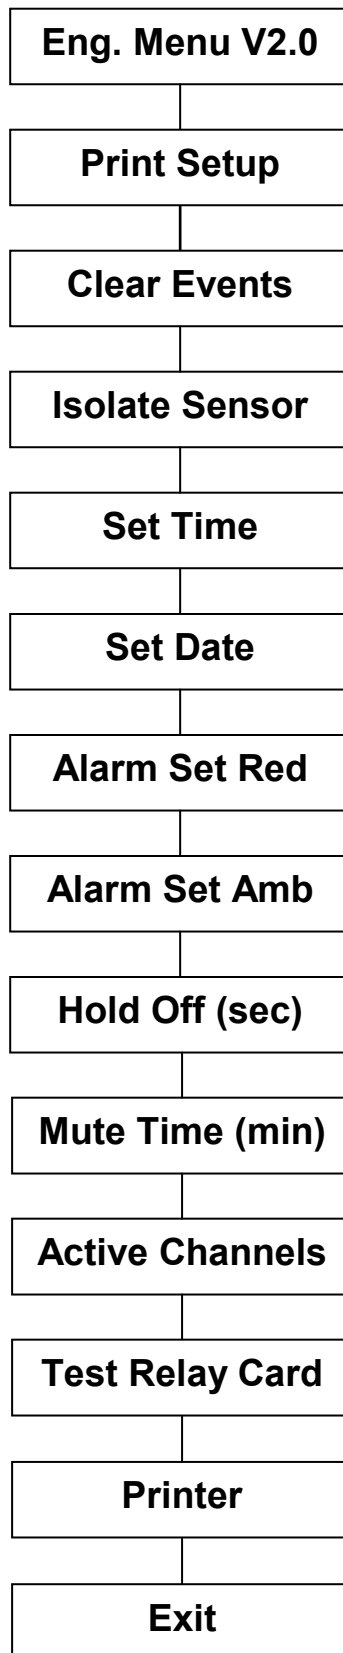 Eng. Menu V2.0
Print Setup
Clear Events
Isolate Sensor
Set Time
Set Date
Alarm Set Red
Alarm Set Amb
Hold Off (sec)
Mute Time (min)
Active Channels
Test Relay Card
Printer
Exit